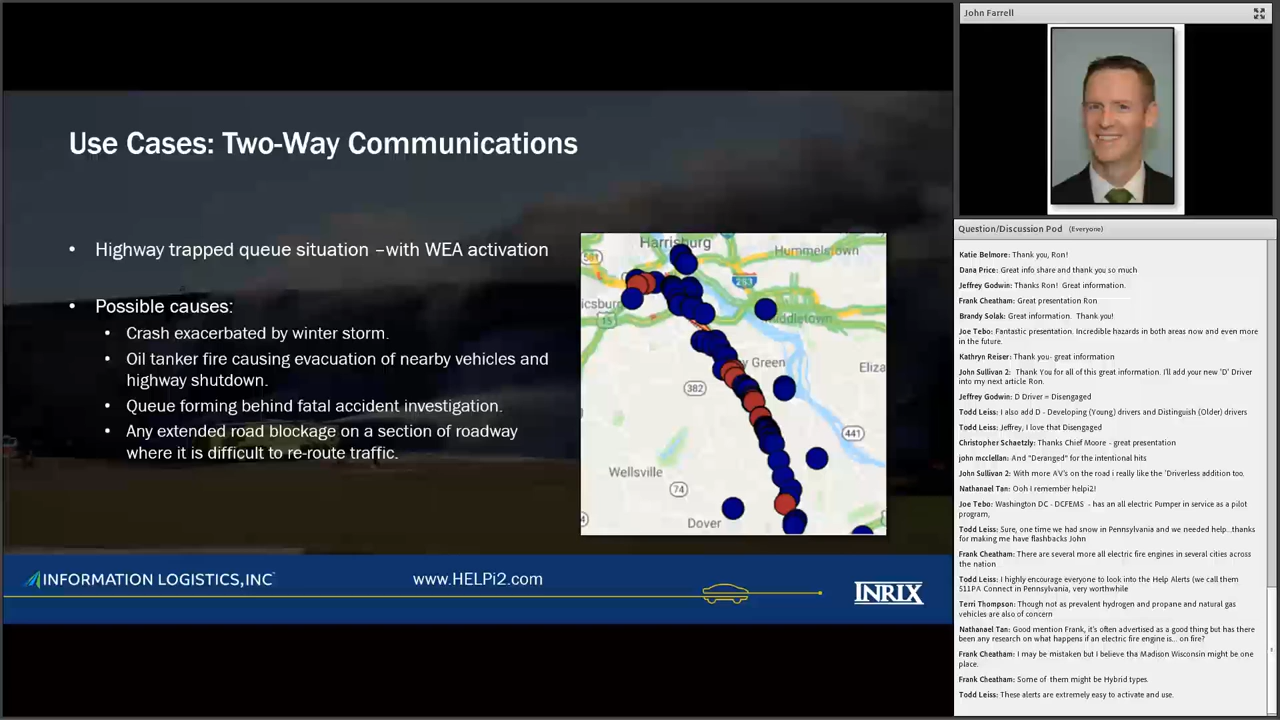 John Farrell
Use Cases: Two-Way Communications
• Highway trapped queue situation –with WEA activation
• Possible causes:
• Crash exacerbated by winter storm.
• Oil tanker fire causing evacuation of nearby vehicles and
highway shutdown.
• Queue forming behind fatal accident investigation.
• Any extended road blockage on a section of roadway
where it is difficult to re-route traffic.
Harrisburg
Hummelstown
581
283
icsburg
15
Middletown
y Green
Eliza
382
441
Wellsville
74
Dover
INFORMATION LOGISTICS, INC
www.HELPi2.com
INRIX
Question/Discussion Pod (Everyone)
Katie Belmore: Thank you, Ron!
Dana Price: Great info share and thank you so much
Jeffrey Godwin: Thanks Ron! Great information.
Frank Cheatham: Great presentation Ron
Brandy Solak: Great information. Thank you!
Joe Tebo: Fantastic presentation. Incredible hazards in both areas now and even more
in the future.
Kathryn Reiser: Thank you- great information
John Sullivan 2: Thank You for all of this great information. I'll add your new 'D' Driver
into my next article Ron.
Jeffrey Godwin: D Driver = Disengaged
Todd Leiss: I also add D - Developing (Young) drivers and Distinguish (Older) drivers
Todd Leiss: Jeffrey, I love that Disengaged
Christopher Schaetzly: Thanks Chief Moore - great presentation
john mcclellan: And "Deranged" for the intentional hits
John Sullivan 2: With more AV's on the road i really like the 'Driverless addition too.
Nathanael Tan: Ooh I remember helpi2!
Joe Tebo: Washington DC - DCFEMS - has an all electric Pumper in service as a pilot
program,
Todd Leiss: Sure, one time we had snow in Pennsylvania and we needed help...thanks
for making me have flashbacks John
Frank Cheatham: There are several more all electric fire engines in several cities across
the nation
Todd Leiss: I highly encourage everyone to look into the Help Alerts (we call them
511PA Connect in Pennsylvania, very worthwhile
Terri Thompson: Though not as prevalent hydrogen and propane and natural gas
vehicles are also of concern
Nathanael Tan: Good mention Frank, it's often advertised as a good thing but has there
been any research on what happens if an electric fire engine is... on fire?
Frank Cheatham: I may be mistaken but I believe tha Madison Wisconsin might be one
place.
Frank Cheatham: Some of them might be Hybrid types.
Todd Leiss: These alerts are extremely easy to activate and use.